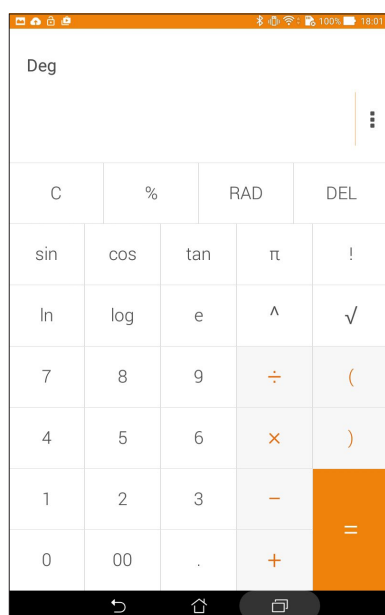 100% 18:01
Deg
C % RAD DEL
sin cos tan π !
ln log e ^ √
7 8 9 ÷ (
4 5 6 × )
1 2 3 −
=
0 00 . +